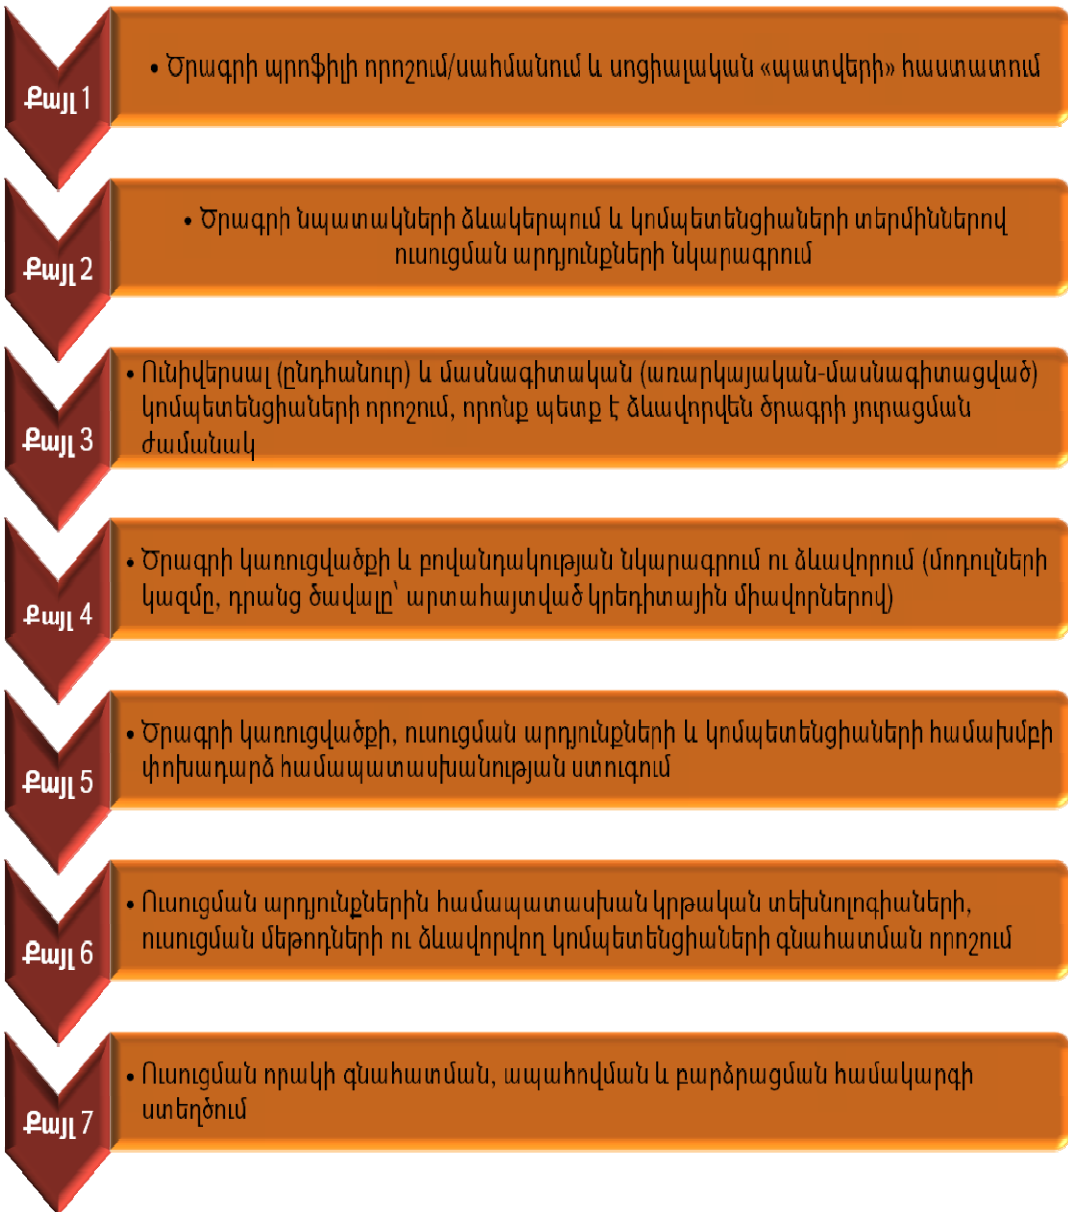 Քայլ 1
• Ծրագրի պրոֆիլի որոշում/սահմանում և սոցիալական «պատվերի» հաստատում
Քայլ 2
• Ծրագրի նպատակների ձևակերպում և կոմպետենցիաների տերմիններով
ուսուցման արդյունքների նկարագրում
Քայլ 3
• Ունիվերսալ (ընդհանուր) և մասնագիտական (առարկայական-մասնագիտացված)
կոմպետենցիաների որոշում, որոնք պետք է ձևավորվեն ծրագրի յուրացման
ժամանակ
Քայլ 4
• Ծրագրի կառուցվածքի և բովանդակության նկարագրում ու ձևավորում (մոդուլների
կազմը, դրանց ծավալը՝ արտահայտված կրեդիտային միավորներով)
Քայլ 5
• Ծրագրի կառուցվածքի, ուսուցման արդյունքների և կոմպետենցիաների համախմբի
փոխադարձ համապատասխանության ստուգում
Քայլ 6
• Ուսուցման արդյունքներին համապատասխան կրթական տեխնոլոգիաների,
ուսուցման մեթոդների ու ձևավորվող կոմպետենցիաների գնահատման որոշում
Քայլ 7
• Ուսուցման որակի գնահատման, ապահովման և բարձրացման համակարգի
ստեղծում